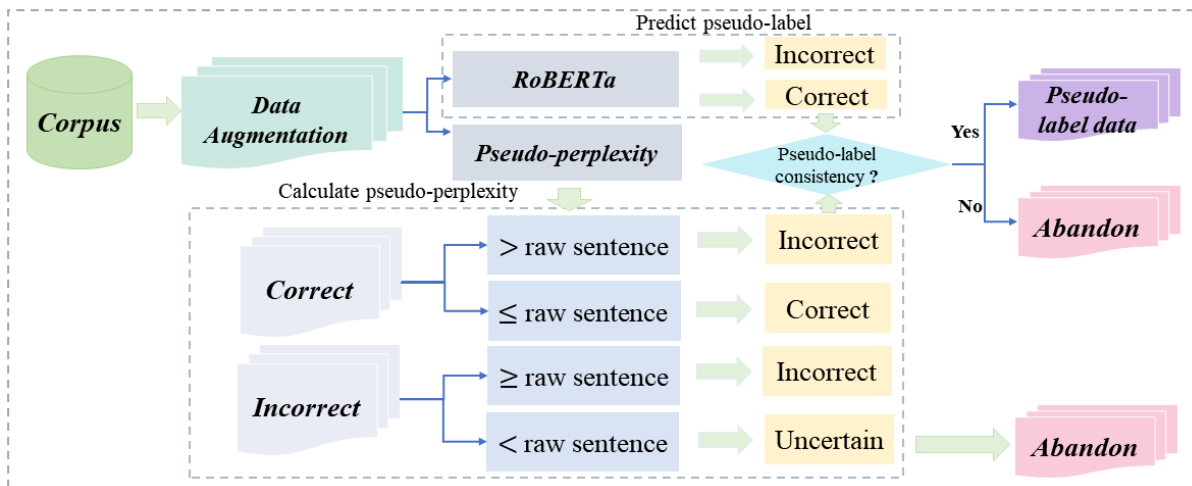 Predict pseudo-label
Corpus
Data
Augmentation
RoBERTa
Incorrect
Correct
Pseudo-perplexity
Pseudo-label
consistency ?
Yes
No
Pseudo-
label data
Abandon
Calculate pseudo-perplexity
Correct
> raw sentence
Incorrect
≤ raw sentence
Correct
Incorrect
≥ raw sentence
Incorrect
< raw sentence
Uncertain
Abandon